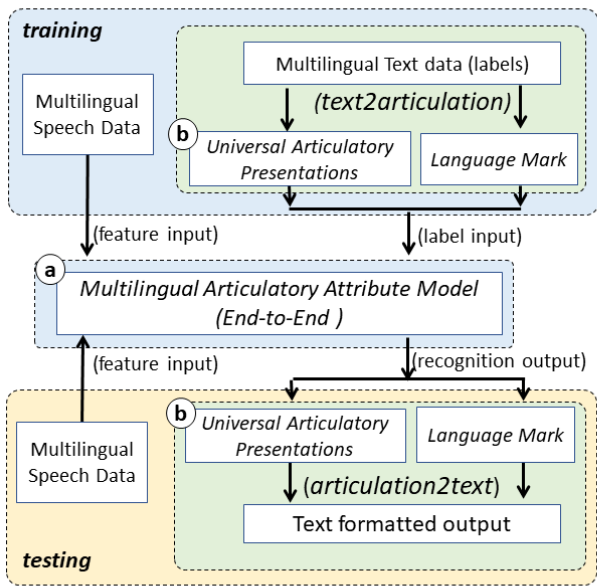 training
Multilingual Text data (labels)
Multilingual
Speech Data
(text2articulation)
b
Universal Articulatory
Presentations
Language Mark
(feature input)
(label input)
a
Multilingual Articulatory Attribute Model
(End-to-End )
(feature input)
(recognition output)
b
Universal Articulatory
Presentations
Language Mark
Multilingual
Speech Data
(articulation2text)
Text formatted output
testing